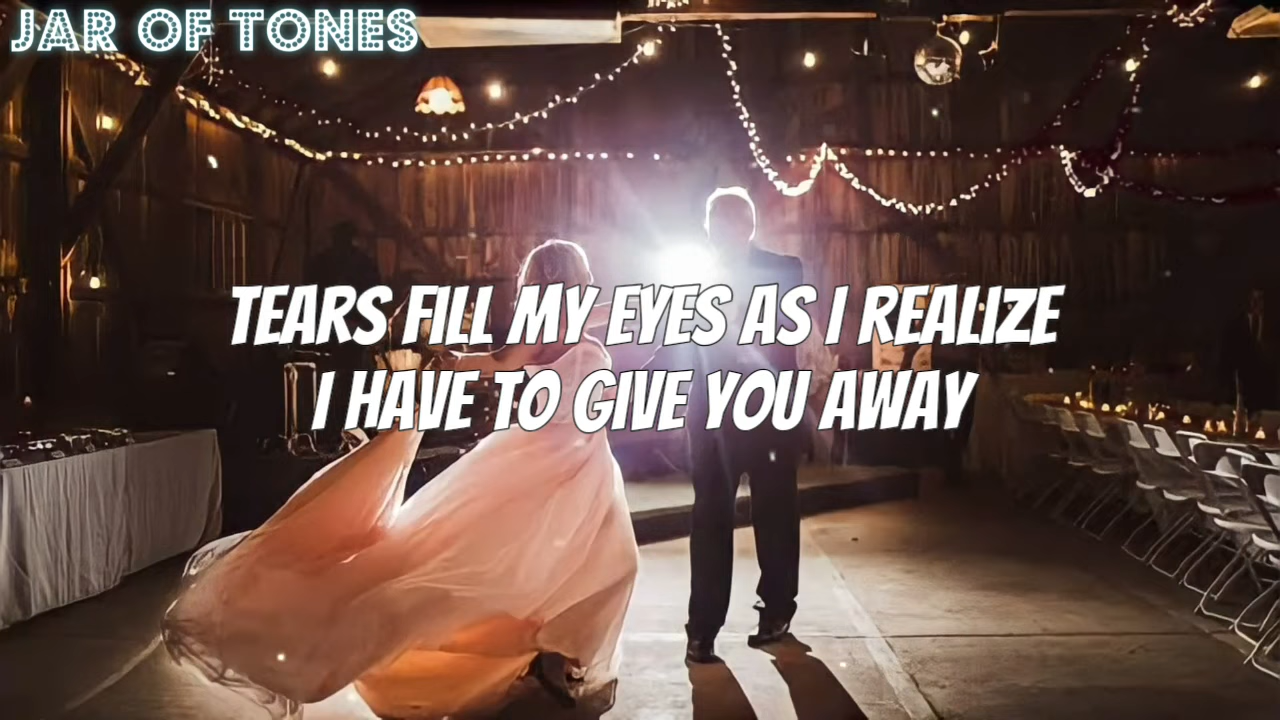 JAR OF TONES
TEARS FILL MY EYES AS I REALIZE
I HAVE TO GIVE YOU AWAY